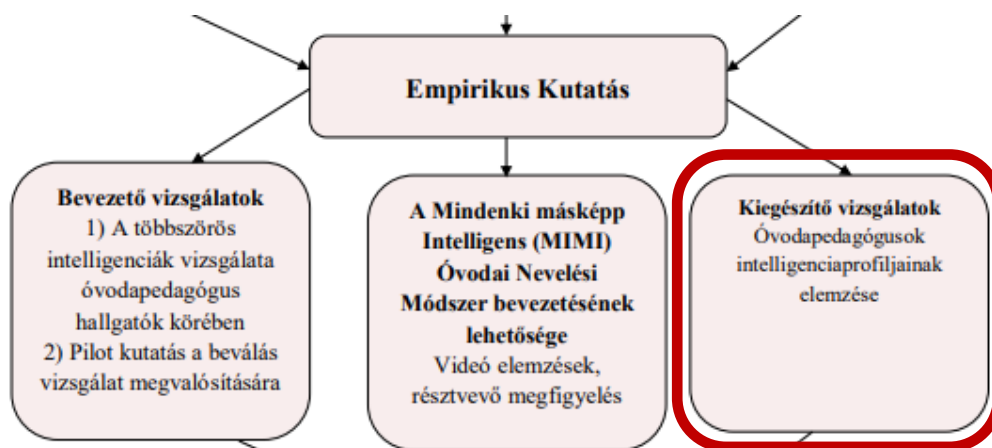 Empirikus Kutatás
Bevezető vizsgálatok
1) A többszörös
intelligenciák vizsgálata
óvodapedagógus
hallgatók körében
2) Pilot kutatás a beválás
vizsgálat megvalósítására
A Mindenki másképp
Intelligens (MIMI)
Óvodai Nevelési
Módszer bevezetésének
lehetősége
Videó elemzések,
résztvevő megfigyelés
Kiegészítő vizsgálatok
Óvodapedagógusok
intelligenciaprofiljainak
elemzése